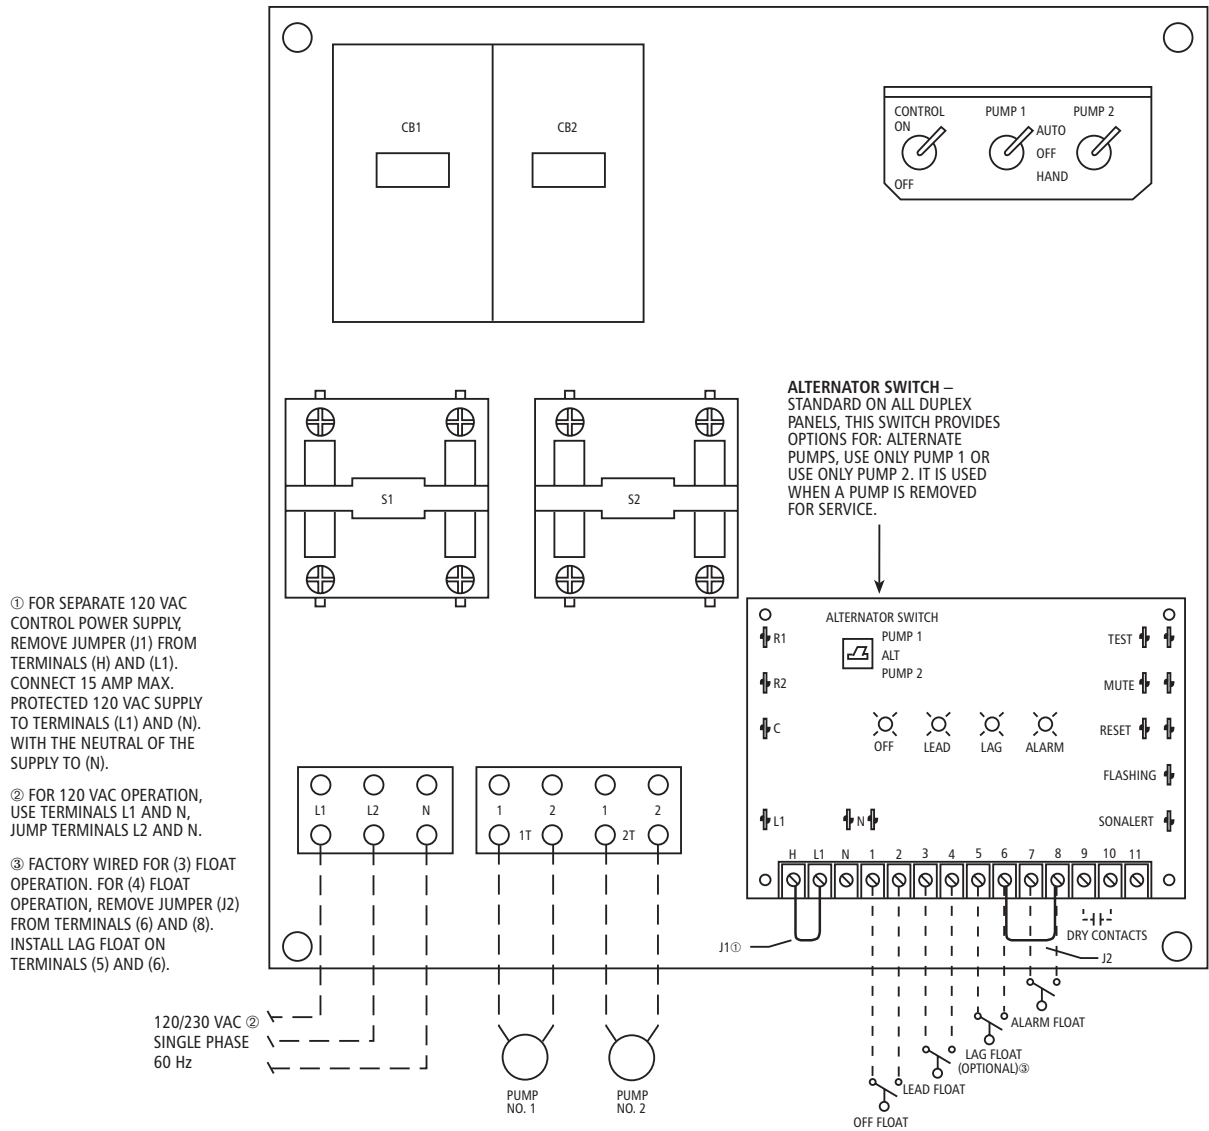 CB1
CB2
CONTROL
PUMP 1
PUMP 2
ON
AUTO
OFF
OFF
HAND
ALTERNATOR SWITCH –
STANDARD ON ALL DUPLEX
PANELS, THIS SWITCH PROVIDES
OPTIONS FOR: ALTERNATE
PUMPS, USE ONLY PUMP 1 OR
USE ONLY PUMP 2. IT IS USED
WHEN A PUMP IS REMOVED
FOR SERVICE.
S1
S2
① FOR SEPARATE 120 VAC
CONTROL POWER SUPPLY,
REMOVE JUMPER (J1) FROM
TERMINALS (H) AND (L1).
CONNECT 15 AMP MAX.
PROTECTED 120 VAC SUPPLY
TO TERMINALS (L1) AND (N).
WITH THE NEUTRAL OF THE
SUPPLY TO (N).
② FOR 120 VAC OPERATION,
USE TERMINALS L1 AND N,
JUMP TERMINALS L2 AND N.
③ FACTORY WIRED FOR (3) FLOAT
OPERATION. FOR (4) FLOAT
OPERATION, REMOVE JUMPER (J2)
FROM TERMINALS (6) AND (8).
INSTALL LAG FLOAT ON
TERMINALS (5) AND (6).
ALTERNATOR SWITCH
PUMP 1
ALT
PUMP 2
R1
R2
C
TEST
MUTE
RESET
FLASHING
SONALERT
OFF
LEAD
LAG
ALARM
L1
N
H L1 N 1 2 3 4 5 6 7 8 9 10 11
L1 L2 N
1 2 1 2
1T 2T
J1①
DRY CONTACTS
J2
120/230 VAC ②
SINGLE PHASE
60 Hz
PUMP
NO. 1
PUMP
NO. 2
ALARM FLOAT
LAG FLOAT
(OPTIONAL)③
LEAD FLOAT
OFF FLOAT